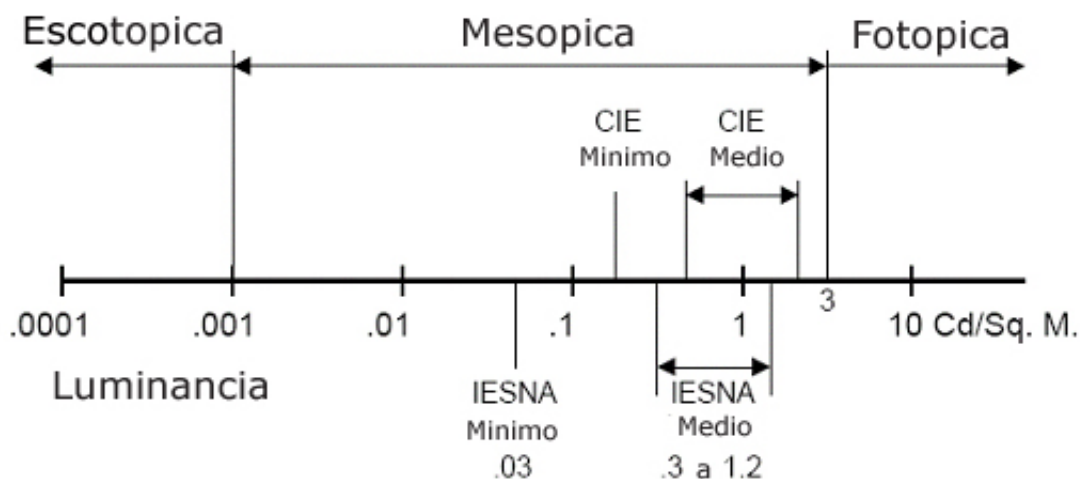 Escotopica Mesopica Fotopica
CIE CIE
Minimo Medio
3
.0001 .001 .01 .1 1 10 Cd/Sq. M.
Luminancia
IESNA IESNA
Minimo Medio
.03 .3 a 1.2